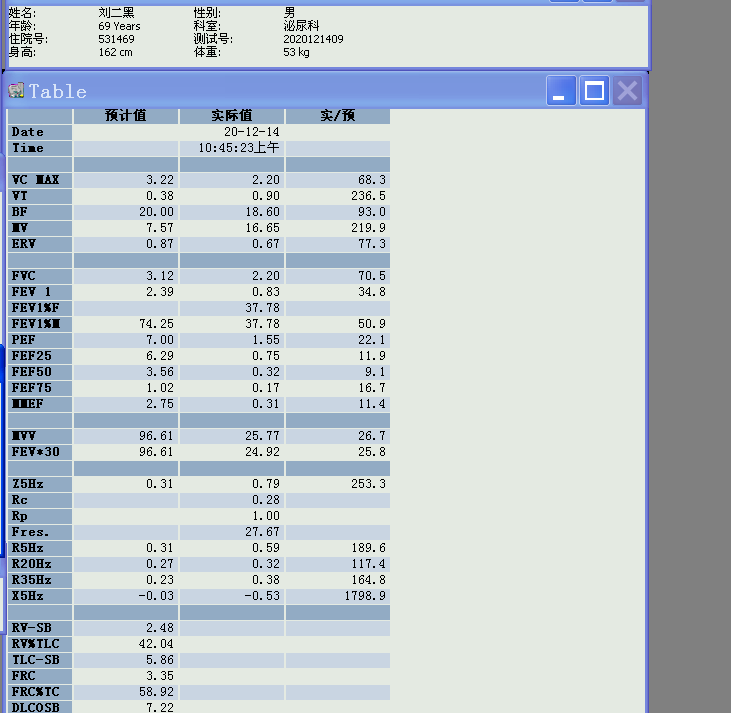 姓名: 刘二黑 性别: 男
年龄: 69 Years 科室: 泌尿科
住院号: 531469 测试号: 2020121409
身高: 162 cm 体重: 53 kg
Table
预计值 实际值 实/预
Date 20-12-14
Time 10:45:23上午
VC MAX 3.22 2.20 68.3
VT 0.38 0.90 236.5
BF 20.00 18.60 93.0
MV 7.57 16.65 219.9
ERV 0.87 0.67 77.3
FVC 3.12 2.20 70.5
FEV 1 2.39 0.83 34.8
FEV1%F 37.78
FEV1%M 74.25 37.78 50.9
PEF 7.00 1.55 22.1
FEF25 6.29 0.75 11.9
FEF50 3.56 0.32 9.1
FEF75 1.02 0.17 16.7
MMEF 2.75 0.31 11.4
MVV 96.61 25.77 26.7
FEV*30 96.61 24.92 25.8
Z5Hz 0.31 0.79 253.3
Rc 0.28
Rp 1.00
Fres. 27.67
R5Hz 0.31 0.59 189.6
R20Hz 0.27 0.32 117.4
R35Hz 0.23 0.38 164.8
X5Hz -0.03 -0.53 1798.9
RV-SB 2.48
RV%TLC 42.04
TLC-SB 5.86
FRC 3.35
FRC%TC 58.92
DLCOSB 7.22